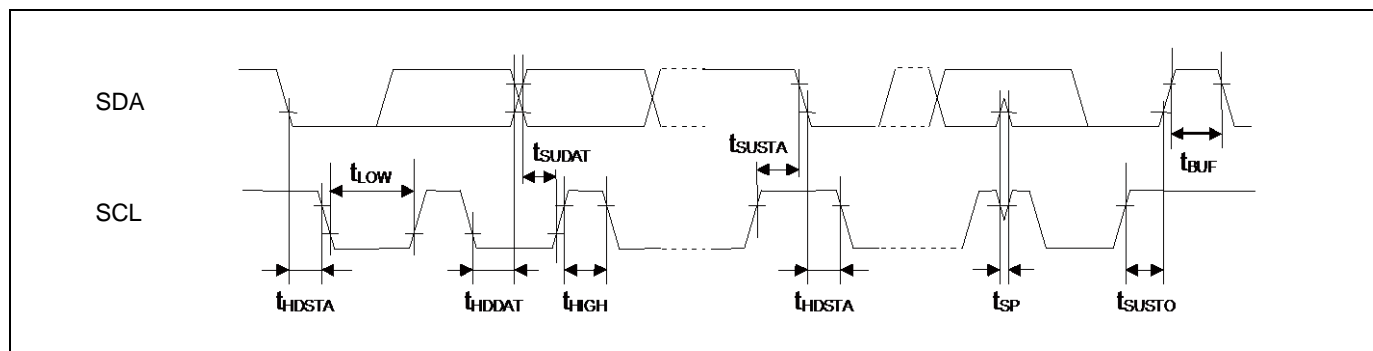 SDA
tSUDAT
tSUSTA
tLOW
tBUF
SCL
tHDSTA
tHDDAT
tHIGH
tHDSTA
tSP
tSUSTO